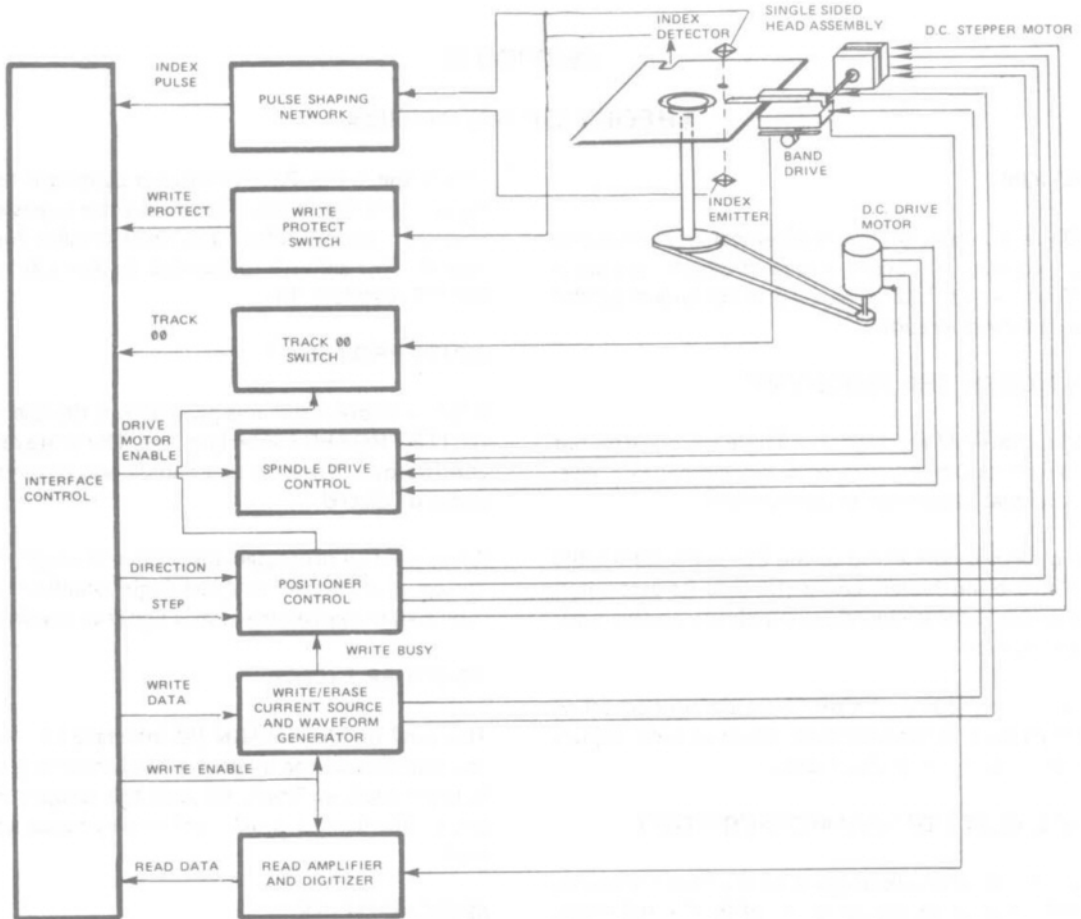 SINGLE SIDED
HEAD ASSEMBLY
INDEX
DETECTOR
D.C. STEPPER MOTOR
INDEX
PULSE
PULSE SHAPING
NETWORK
BAND
DRIVE
WRITE
PROTECT
WRITE
PROTECT
SWITCH
INDEX
EMITTER
D.C. DRIVE
MOTOR
TRACK
00
TRACK 00
SWITCH
DRIVE
MOTOR
ENABLE
SPINDLE DRIVE
CONTROL
INTERFACE
CONTROL
DIRECTION
STEP
POSITIONER
CONTROL
WRITE BUSY
WRITE
DATA
WRITE/ERASE
CURRENT SOURCE
AND WAVEFORM
GENERATOR
WRITE ENABLE
READ DATA
READ AMPLIFIER
AND DIGITIZER